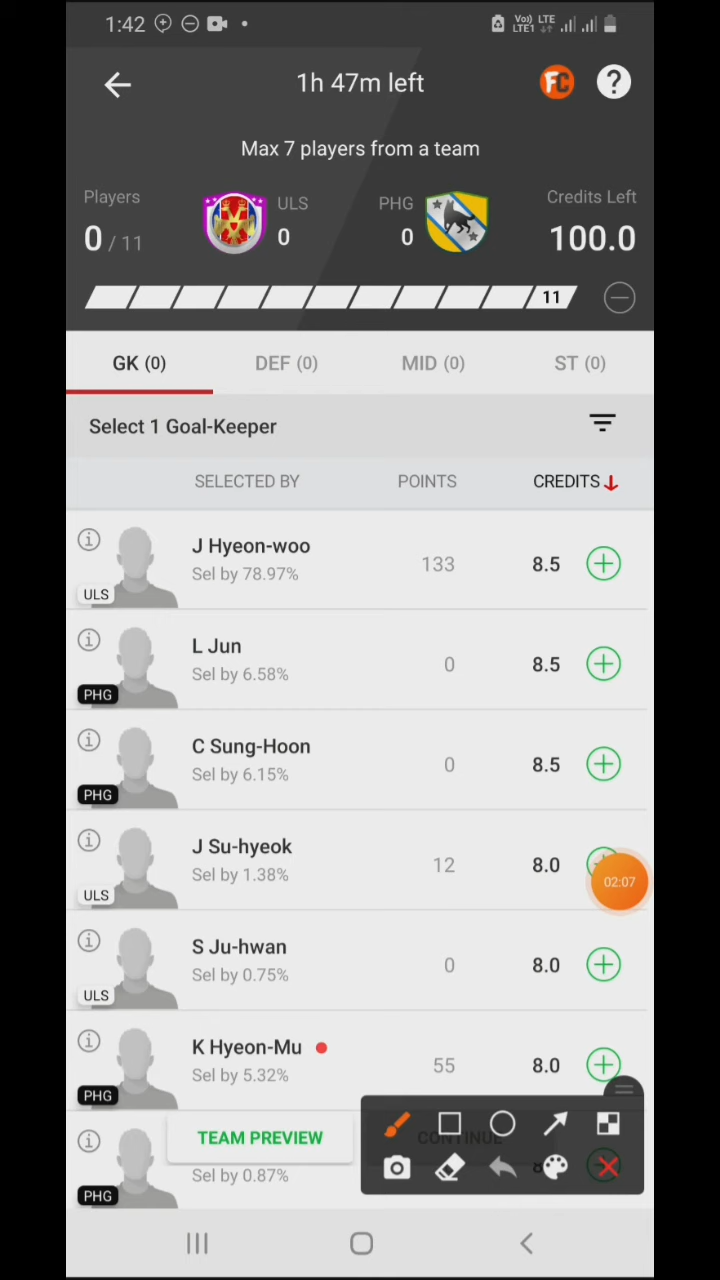 1:42
Vo) LTE
LTE1
1h 47m left
FC
?
Max 7 players from a team
Players
ULS
PHG
Credits Left
0 / 11
0
0
100.0
11
GK (0)
DEF (0)
MID (0)
ST (0)
Select 1 Goal-Keeper
SELECTED BY
POINTS
CREDITS
J Hyeon-woo
Sel by 78.97%
133
8.5
ULS
L Jun
Sel by 6.58%
0
8.5
PHG
C Sung-Hoon
Sel by 6.15%
0
8.5
PHG
J Su-hyeok
Sel by 1.38%
12
8.0
ULS
02:07
S Ju-hwan
Sel by 0.75%
0
8.0
ULS
K Hyeon-Mu
Sel by 5.32%
55
8.0
PHG
TEAM PREVIEW
CONTINUE
Sel by 0.87%
PHG